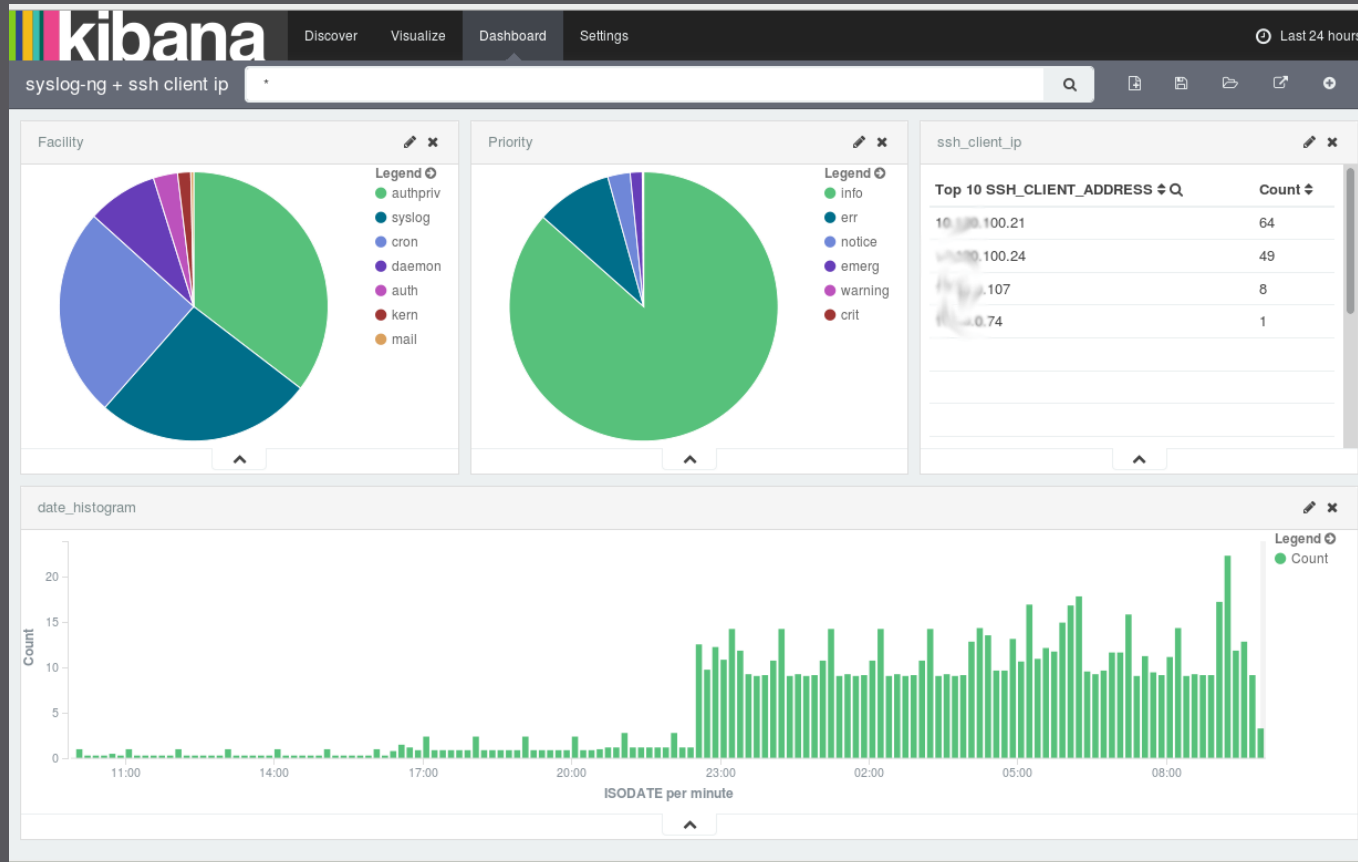 kibana Discover Visualize Dashboard Settings Last 24 hours
syslog-ng + ssh client ip *
Facility
Legend
authpriv
syslog
cron
daemon
auth
kern
mail
Priority
Legend
info
err
notice
emerg
warning
crit
ssh_client_ip
Top 10 SSH_CLIENT_ADDRESS Count
.100.21 64
.100.24 49
.107 8
.0.74 1
date_histogram
Legend
Count
Count
20
15
10
5
0
11:00 14:00 17:00 20:00 23:00 02:00 05:00 08:00
ISODATE per minute